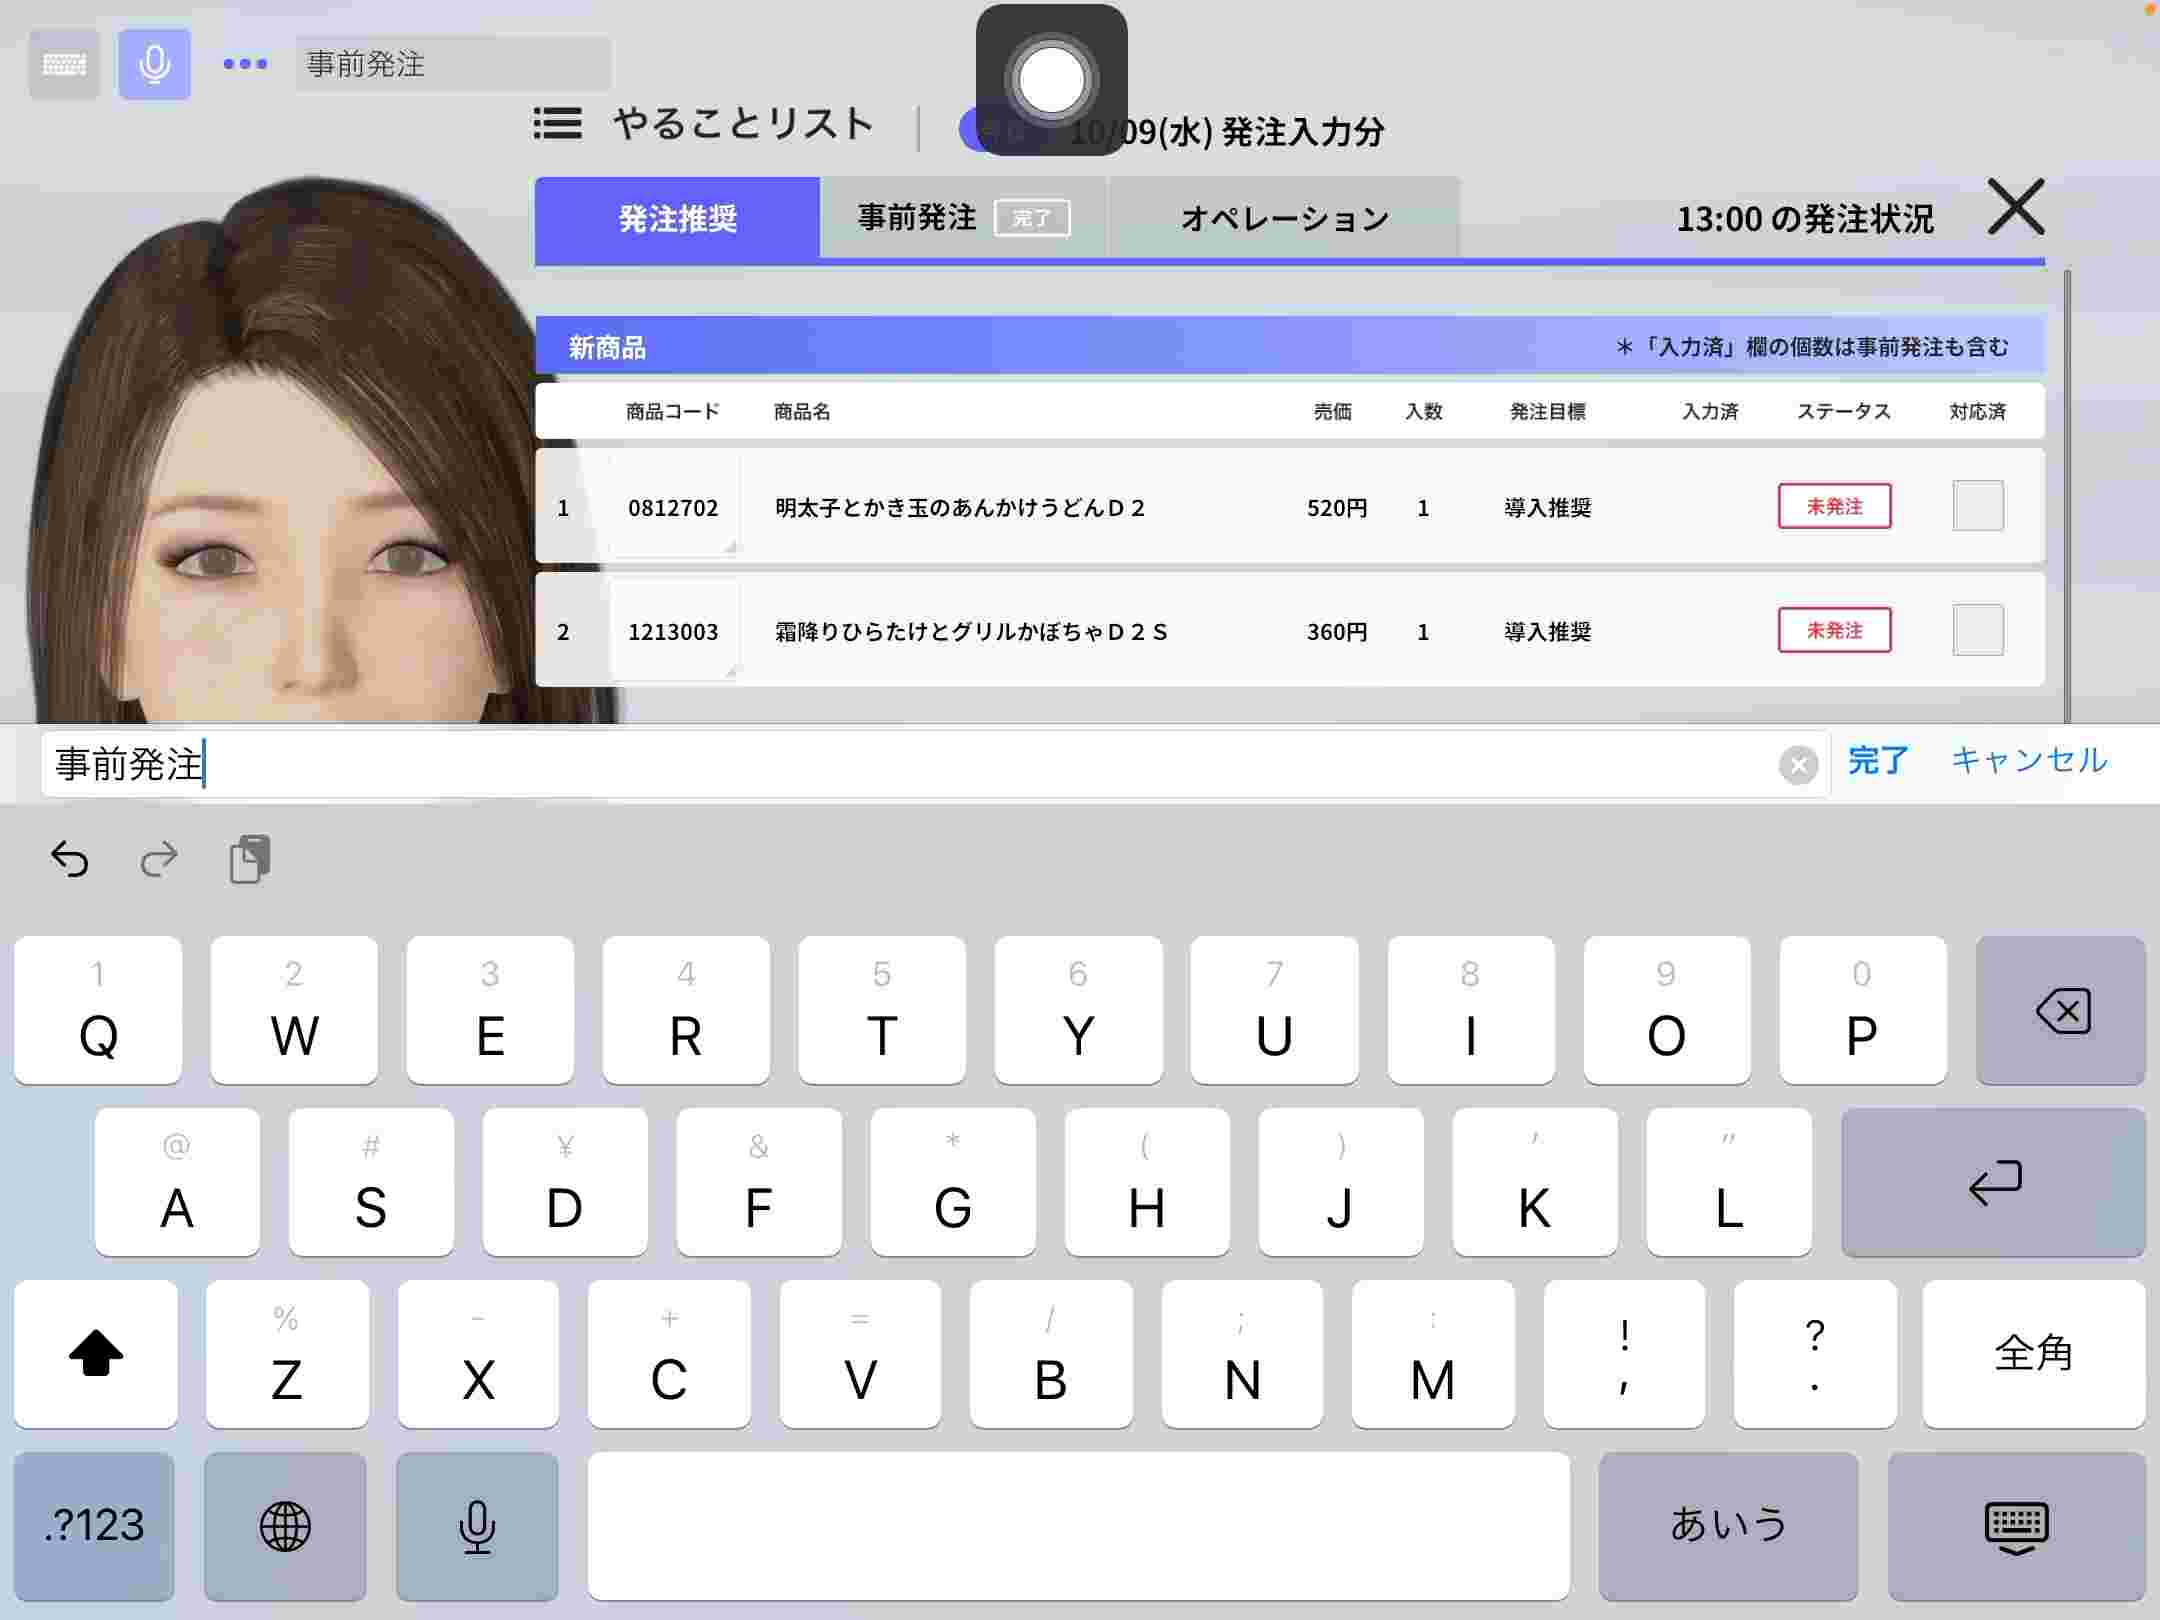 事前発注
やることリスト
10/09(水) 発注入力分
発注推奨
事前発注 完了
オペレーション
13:00 の発注状況
新商品
＊「入力済」欄の個数は事前発注も含む
商品コード 商品名 売価 入数 発注目標 入力済 ステータス 対応済
1 0812702 明太子とかき玉のあんかけうどんＤ２ 520円 1 導入推奨 未発注
2 1213003 霜降りひらたけとグリルかぼちゃＤ２Ｓ 360円 1 導入推奨 未発注
事前発注 完了 キャンセル
1 2 3 4 5 6 7 8 9 0
Q W E R T Y U I O P
@ # ¥ & * ( ) ' "
A S D F G H J K L
% - + = / ; : ! ?
Z X C V B N M , . 全角
.?123 あいう